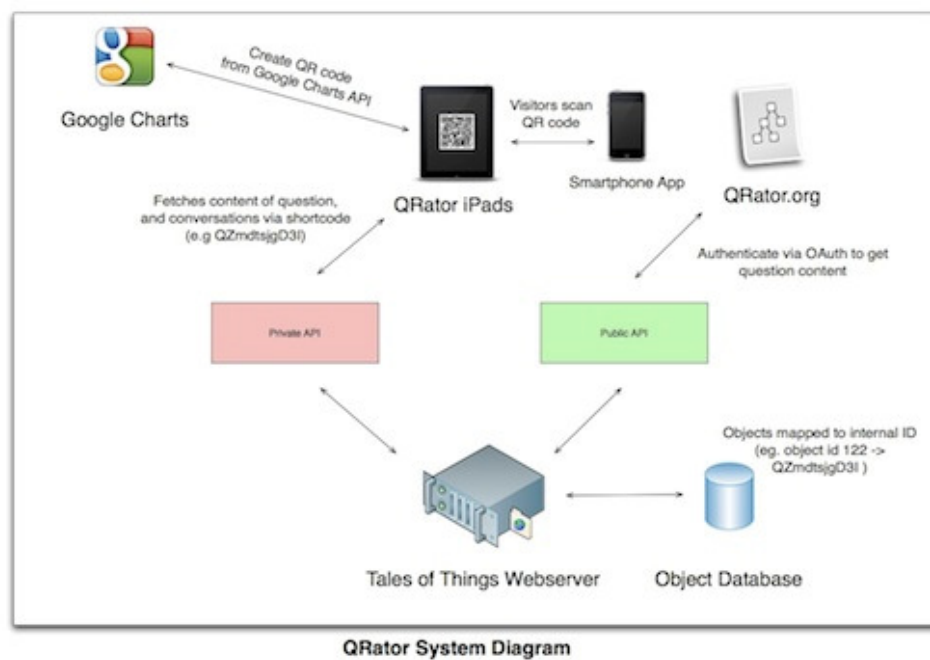 Create QR code
from Google Charts API
Google Charts
Visitors scan
QR code
Smartphone App
QRator iPads
QRator.org
Fetches content of question,
and conversations via shortcode
(e.g QZmdtsjgD3I)
Authenticate via OAuth to get
question content
Private API
Public API
Objects mapped to internal ID
(eg. object id 122 ->
QZmdtsjgD3I )
Tales of Things Webserver
Object Database
QRator System Diagram